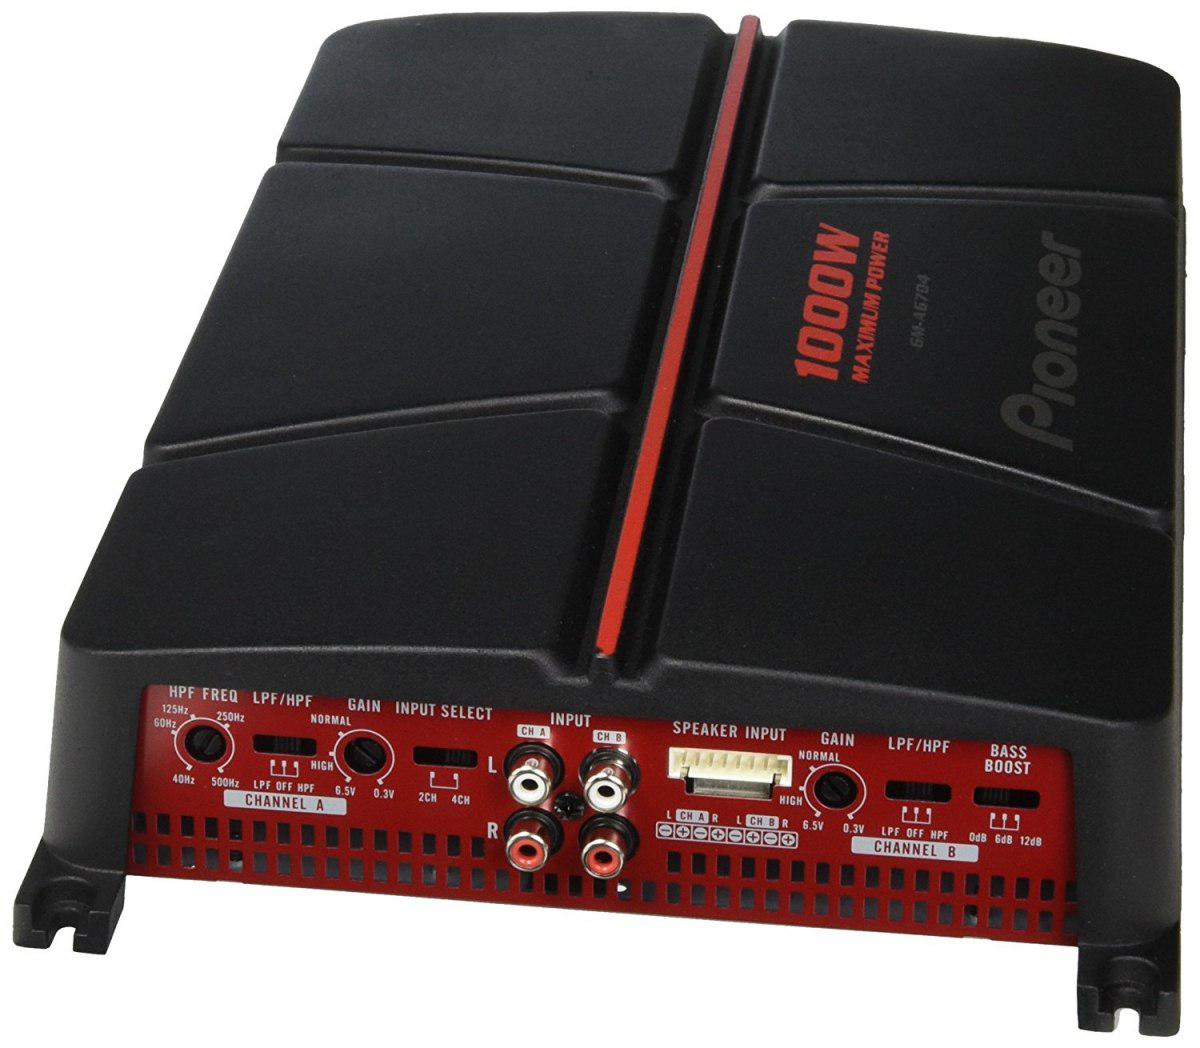 1000W
MAXIMUM POWER
GM-A6704
Pioneer
HPF FREQ
125Hz
250Hz
60Hz
40Hz
500Hz
LPF/HPF
LPF OFF HPF
CHANNEL A
GAIN
NORMAL
HIGH
6.5V
0.3V
INPUT SELECT
2CH 4CH
INPUT
CH A
CH B
L
R
SPEAKER INPUT
L CH A R L CH B R
GAIN
NORMAL
HIGH
6.5V
0.3V
LPF/HPF
LPF OFF HPF
CHANNEL B
BASS
BOOST
0dB 6dB 12dB